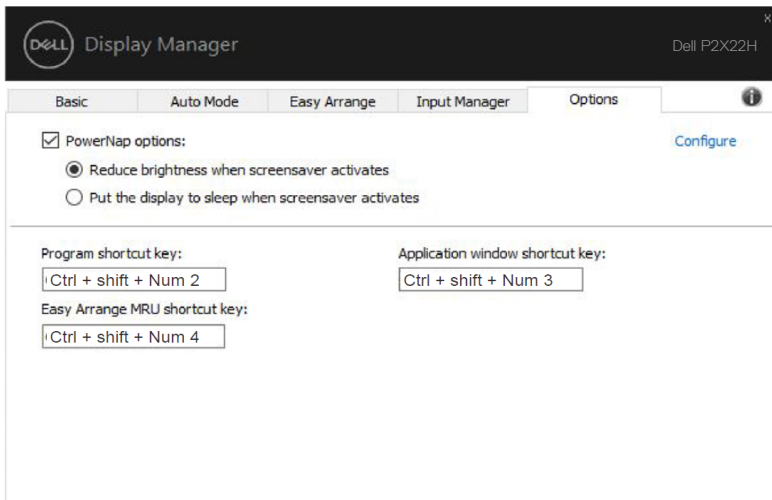 x
DELL Display Manager Dell P2X22H
Basic Auto Mode Easy Arrange Input Manager Options i
PowerNap options: Configure
Reduce brightness when screensaver activates
Put the display to sleep when screensaver activates
Program shortcut key: Application window shortcut key:
Ctrl + shift + Num 2 Ctrl + shift + Num 3
Easy Arrange MRU shortcut key:
Ctrl + shift + Num 4